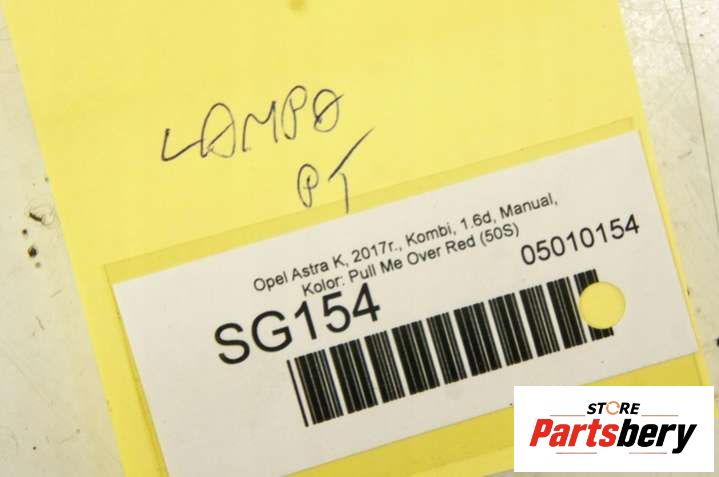 LAMPA
PT
Opel Astra K, 2017r., Kombi, 1.6d, Manual,
Kolor: Pull Me Over Red (50S)
SG154
05010154
STORE
Partsbery